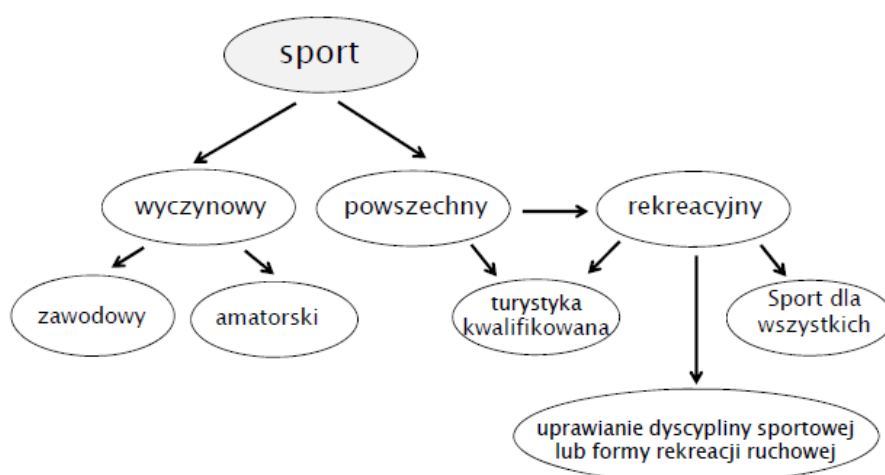 sport
wyczynowy
powszechny
rekreacyjny
zawodowy
amatorski
turystyka
kwalifikowana
Sport dla
wszystkich
uprawianie dyscypliny sportowej
lub formy rekreacji ruchowej